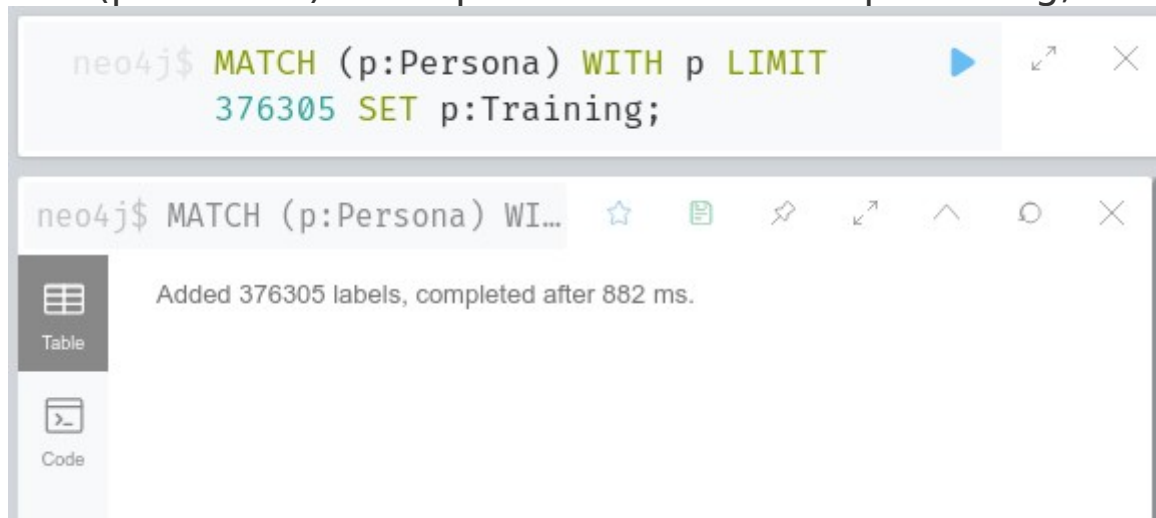 neo4j$ MATCH (p:Persona) WITH p LIMIT
376305 SET p:Training;
neo4j$ MATCH (p:Persona) WI…
Added 376305 labels, completed after 882 ms.
Table
Code